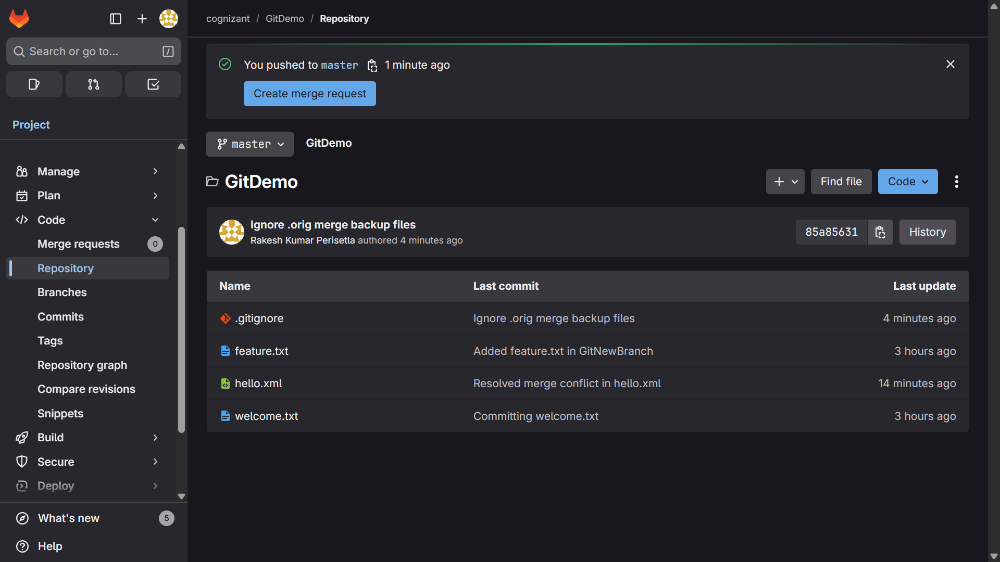 Search or go to...
/
Project
Manage
Plan
Code
Merge requests 0
Repository
Branches
Commits
Tags
Repository graph
Compare revisions
Snippets
Build
Secure
Deploy
What's new 5
Help
cognizant / GitDemo / Repository
You pushed to master 1 minute ago
Create merge request
master GitDemo
GitDemo
Find file
Code
Ignore .orig merge backup files
Rakesh Kumar Perisetla authored 4 minutes ago
85a85631
History
Name Last commit Last update
.gitignore Ignore .orig merge backup files 4 minutes ago
feature.txt Added feature.txt in GitNewBranch 3 hours ago
hello.xml Resolved merge conflict in hello.xml 14 minutes ago
welcome.txt Committing welcome.txt 3 hours ago